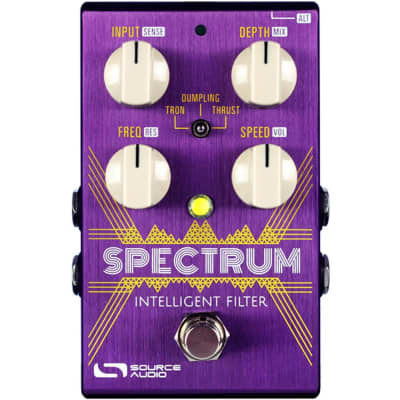 ALT
INPUT SENSE
DEPTH MIX
DUMPLING
TRON
THRUST
FREQ RES
SPEED VOL
SPECTRUM
INTELLIGENT FILTER
SOURCE
AUDIO